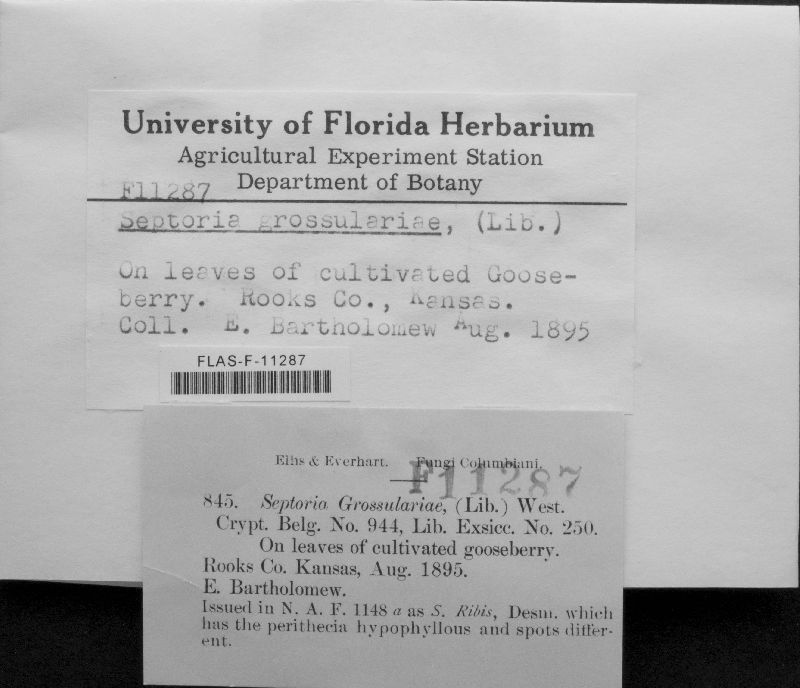 University of Florida Herbarium
Agricultural Experiment Station
Department of Botany
F11287
Septoria grossulariae, (Lib.)
On leaves of cultivated Goose-
berry. Rooks Co., Kansas.
Coll. E. Bartholomew Aug. 1895
FLAS-F-11287
Ellis & Everhart. Fungi Columbiani.
F11287
845. Septoria Grossulariae, (Lib.) West.
Crypt. Belg. No. 944, Lib. Exsicc. No. 250.
On leaves of cultivated gooseberry.
Rooks Co. Kansas, Aug. 1895.
E. Bartholomew.
Issued in N. A. F. 1148 a as S. Ribis, Desm. which
has the perithecia hypophyllous and spots differ-
ent.